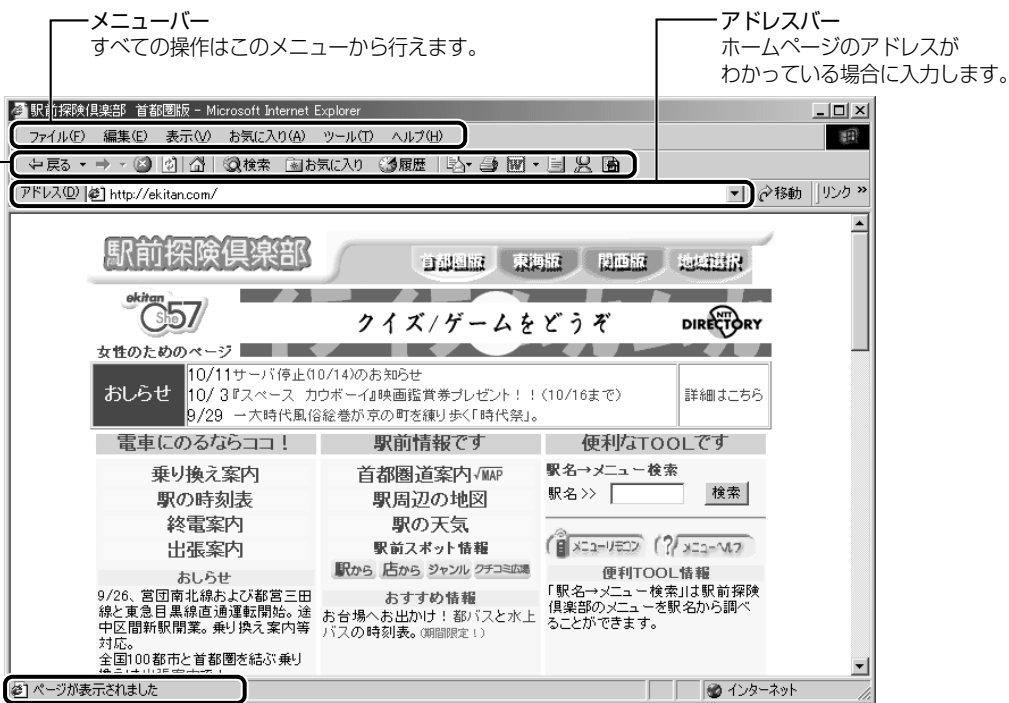 メニューバー
すべての操作はこのメニューから行えます。
アドレスバー
ホームページのアドレスが
わかっている場合に入力します。
駅前探険倶楽部 首都圏版 - Microsoft Internet Explorer
ファイル(F) 編集(E) 表示(V) お気に入り(A) ツール(T) ヘルプ(H)
戻る 検索 お気に入り 履歴
アドレス(D) http://ekitan.com/ 移動 リンク »
駅前探険倶楽部
首都圏版 東海版 関西版 地域選択
ekitan
Sho57
女性のためのページ
クイズ/ゲームをどうぞ
NTT
DIRECTORY
おしらせ
10/11サーバ停止(10/14)のお知らせ
10/ 3『スペース カウボーイ』映画鑑賞券プレゼント！！(10/16まで)
9/29 一大時代風俗絵巻が京の町を練り歩く「時代祭」。
詳細はこちら
電車にのるならココ！
乗り換え案内
駅の時刻表
終電案内
出張案内
おしらせ
9/26、営団南北線および都営三田
線と東急目黒線直通運転開始。途
中区間新駅開業。乗り換え案内等
対応。
全国100都市と首都圏を結ぶ乗り
駅前情報です
首都圏道案内√MAP
駅周辺の地図
駅の天気
駅前スポット情報
駅から 店から ジャンル クチコミ広場
おすすめ情報
お台場へお出かけ！都バスと水上
バスの時刻表。(期間限定！)
便利なTOOLです
駅名→メニュー検索
駅名>> 検索
メニューリモコン メニューヘルプ
便利TOOL情報
「駅名→メニュー検索」は駅前探険
倶楽部のメニューを駅名から調べ
ることができます。
ページが表示されました
インターネット